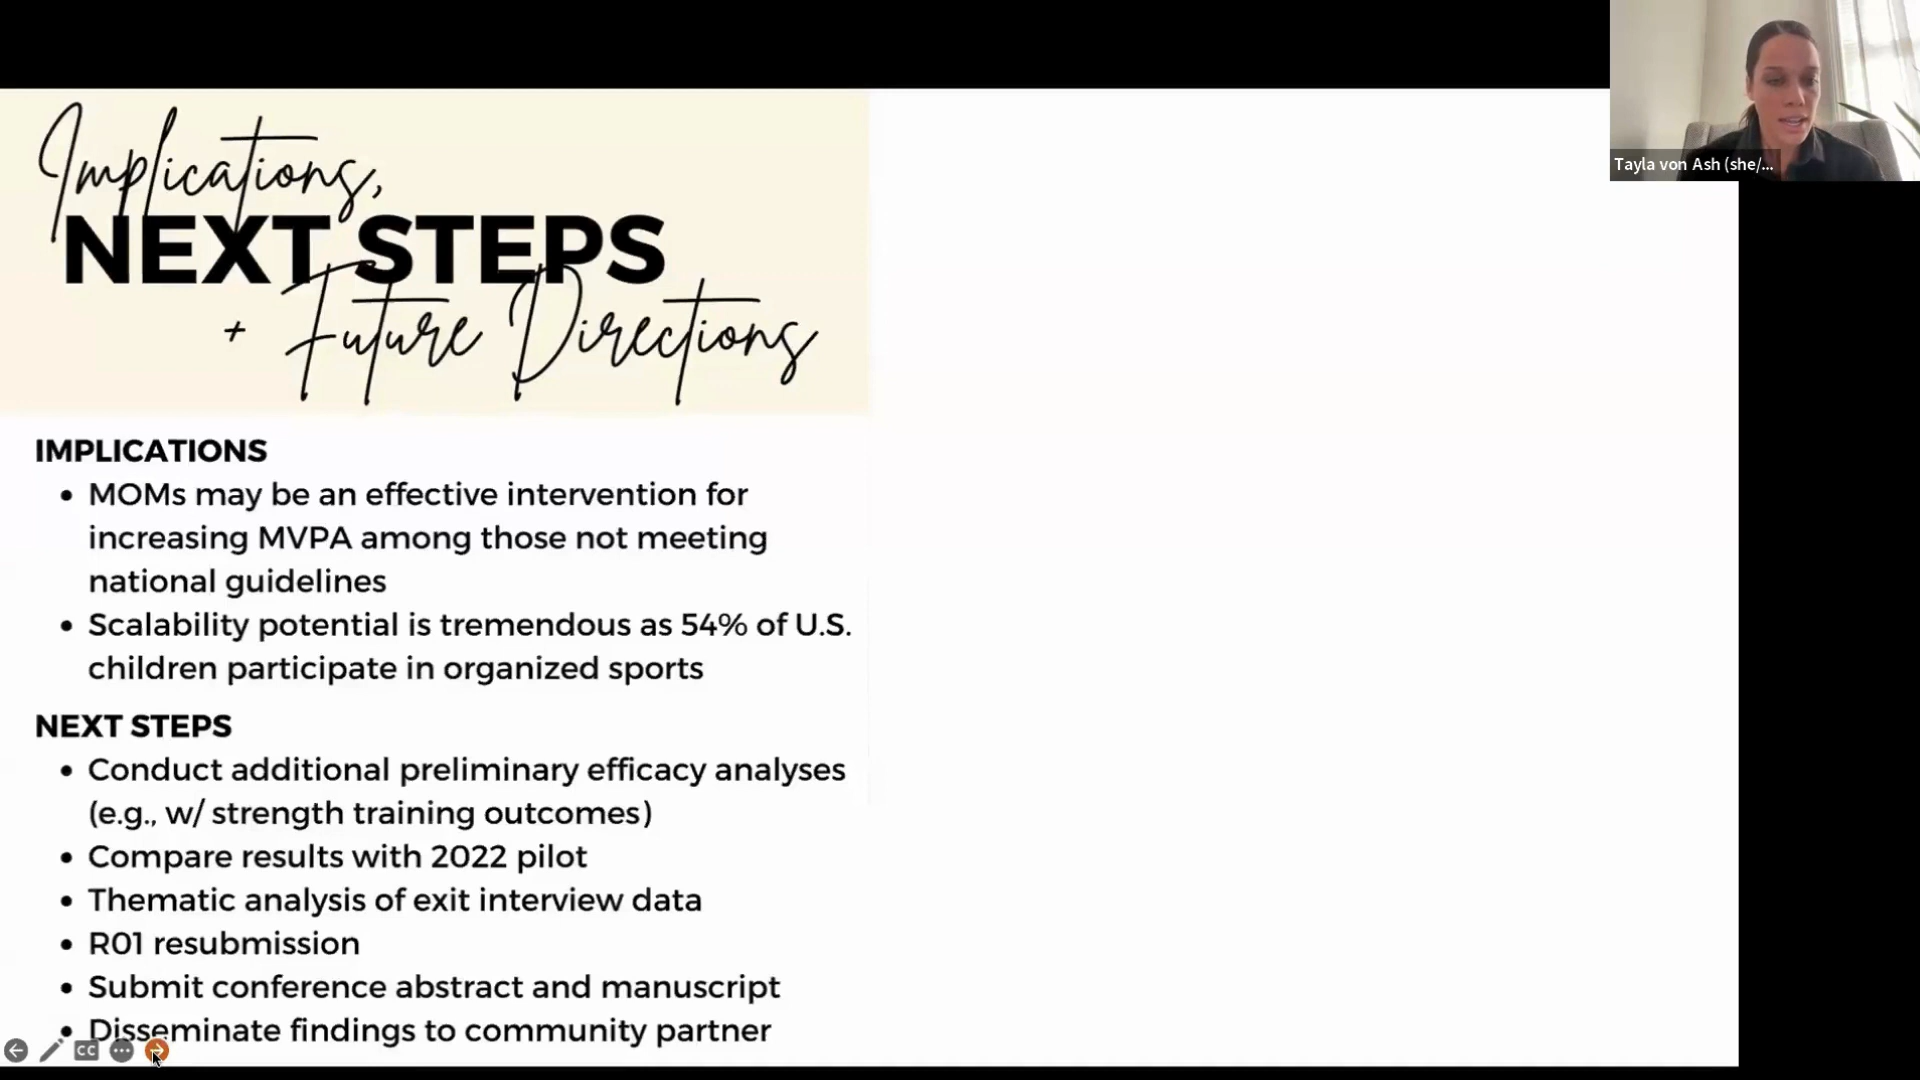 Implications,
NEXT STEPS
+ Future Directions
IMPLICATIONS
• MOMs may be an effective intervention for
increasing MVPA among those not meeting
national guidelines
• Scalability potential is tremendous as 54% of U.S.
children participate in organized sports
NEXT STEPS
• Conduct additional preliminary efficacy analyses
(e.g., w/ strength training outcomes)
• Compare results with 2022 pilot
• Thematic analysis of exit interview data
• R01 resubmission
• Submit conference abstract and manuscript
• Disseminate findings to community partner
CC
Tayla von Ash (she/...